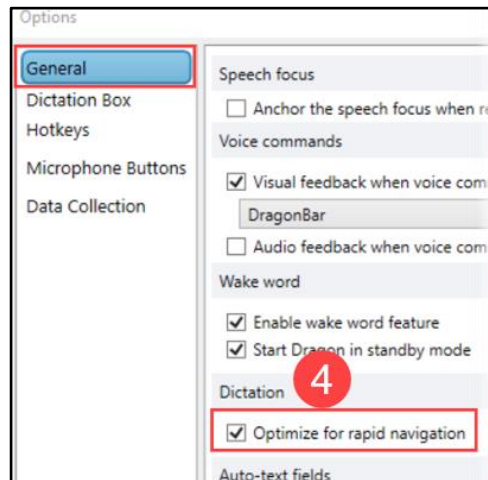 Options
General
Dictation Box
Hotkeys
Microphone Buttons
Data Collection
Speech focus
Anchor the speech focus when
Voice commands
Visual feedback when voice
DragonBar
Audio feedback when voice
Wake word
Enable wake word feature
Start Dragon in standby mode
4
Dictation
Optimize for rapid navigation
Auto-text fields